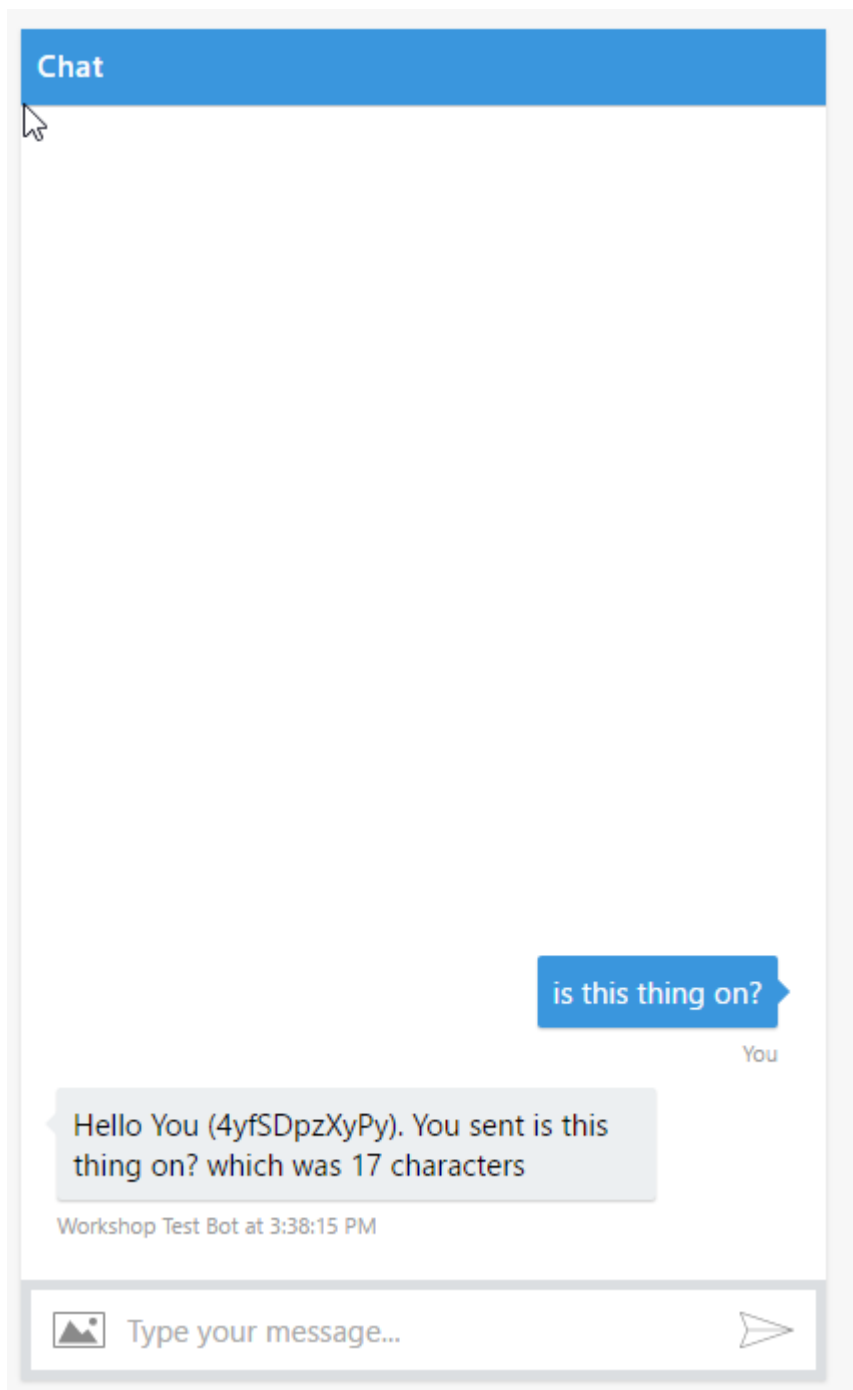 Chat
is this thing on?
You
Hello You (4yfSDpzXyPy). You sent is this
thing on? which was 17 characters
Workshop Test Bot at 3:38:15 PM
Type your message...